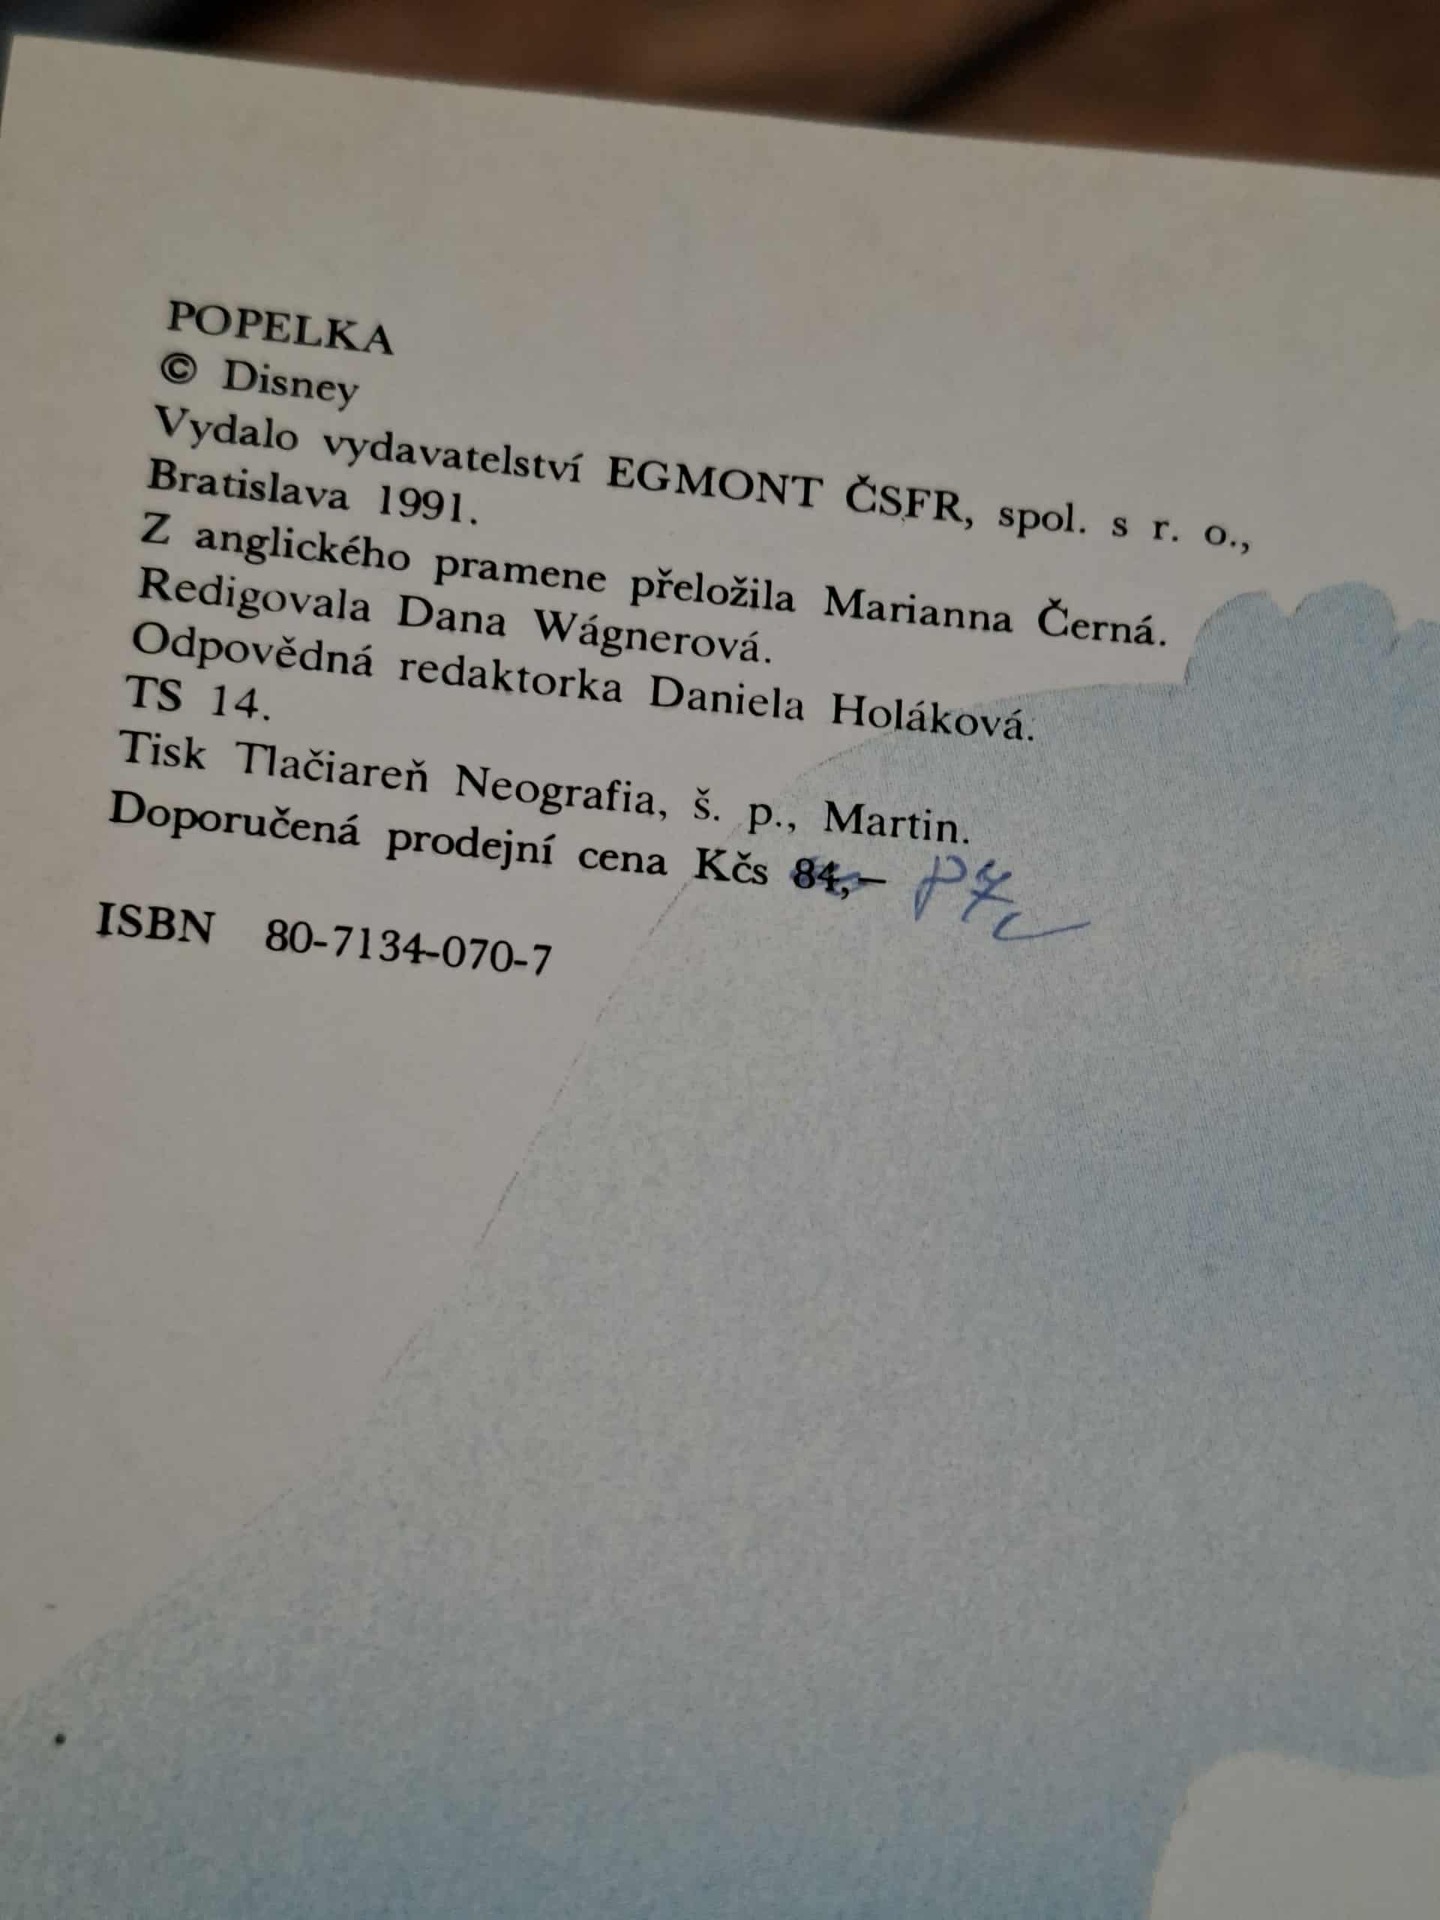 POPELKA
© Disney
Vydalo vydavatelství EGMONT ČSFR, spol. s r. o.,
Bratislava 1991.
Z anglického pramene přeložila Marianna Černá.
Redigovala Dana Wágnerová.
Odpovědná redaktorka Daniela Holáková.
TS 14.
Tisk Tlačiareň Neografia, š. p., Martin.
Doporučená prodejní cena Kčs 84,–
ISBN 80-7134-070-7